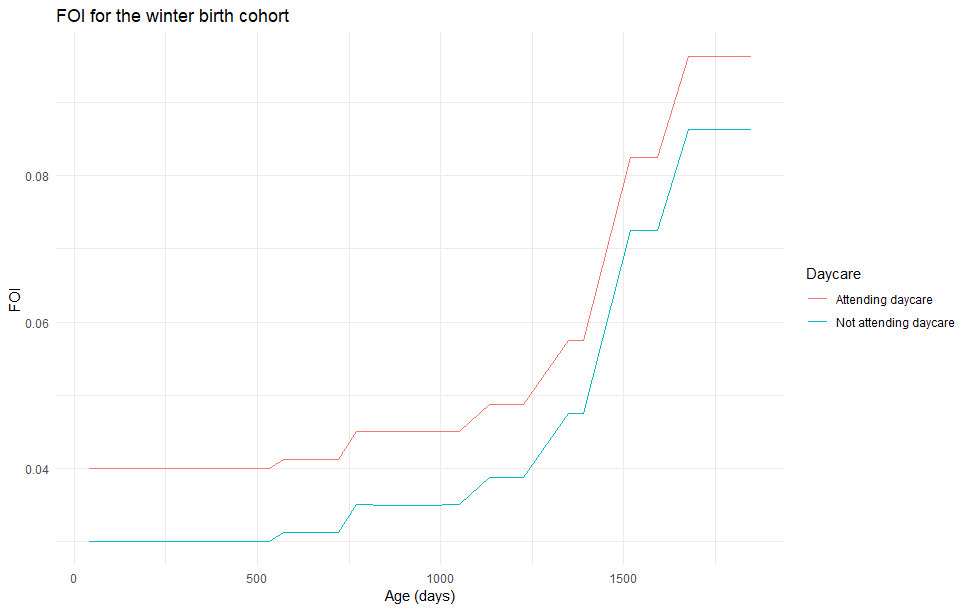 FOI for the winter birth cohort
0.08
0.06
0.04
FOI
0
500
1000
1500
Age (days)
Daycare
Attending daycare
Not attending daycare